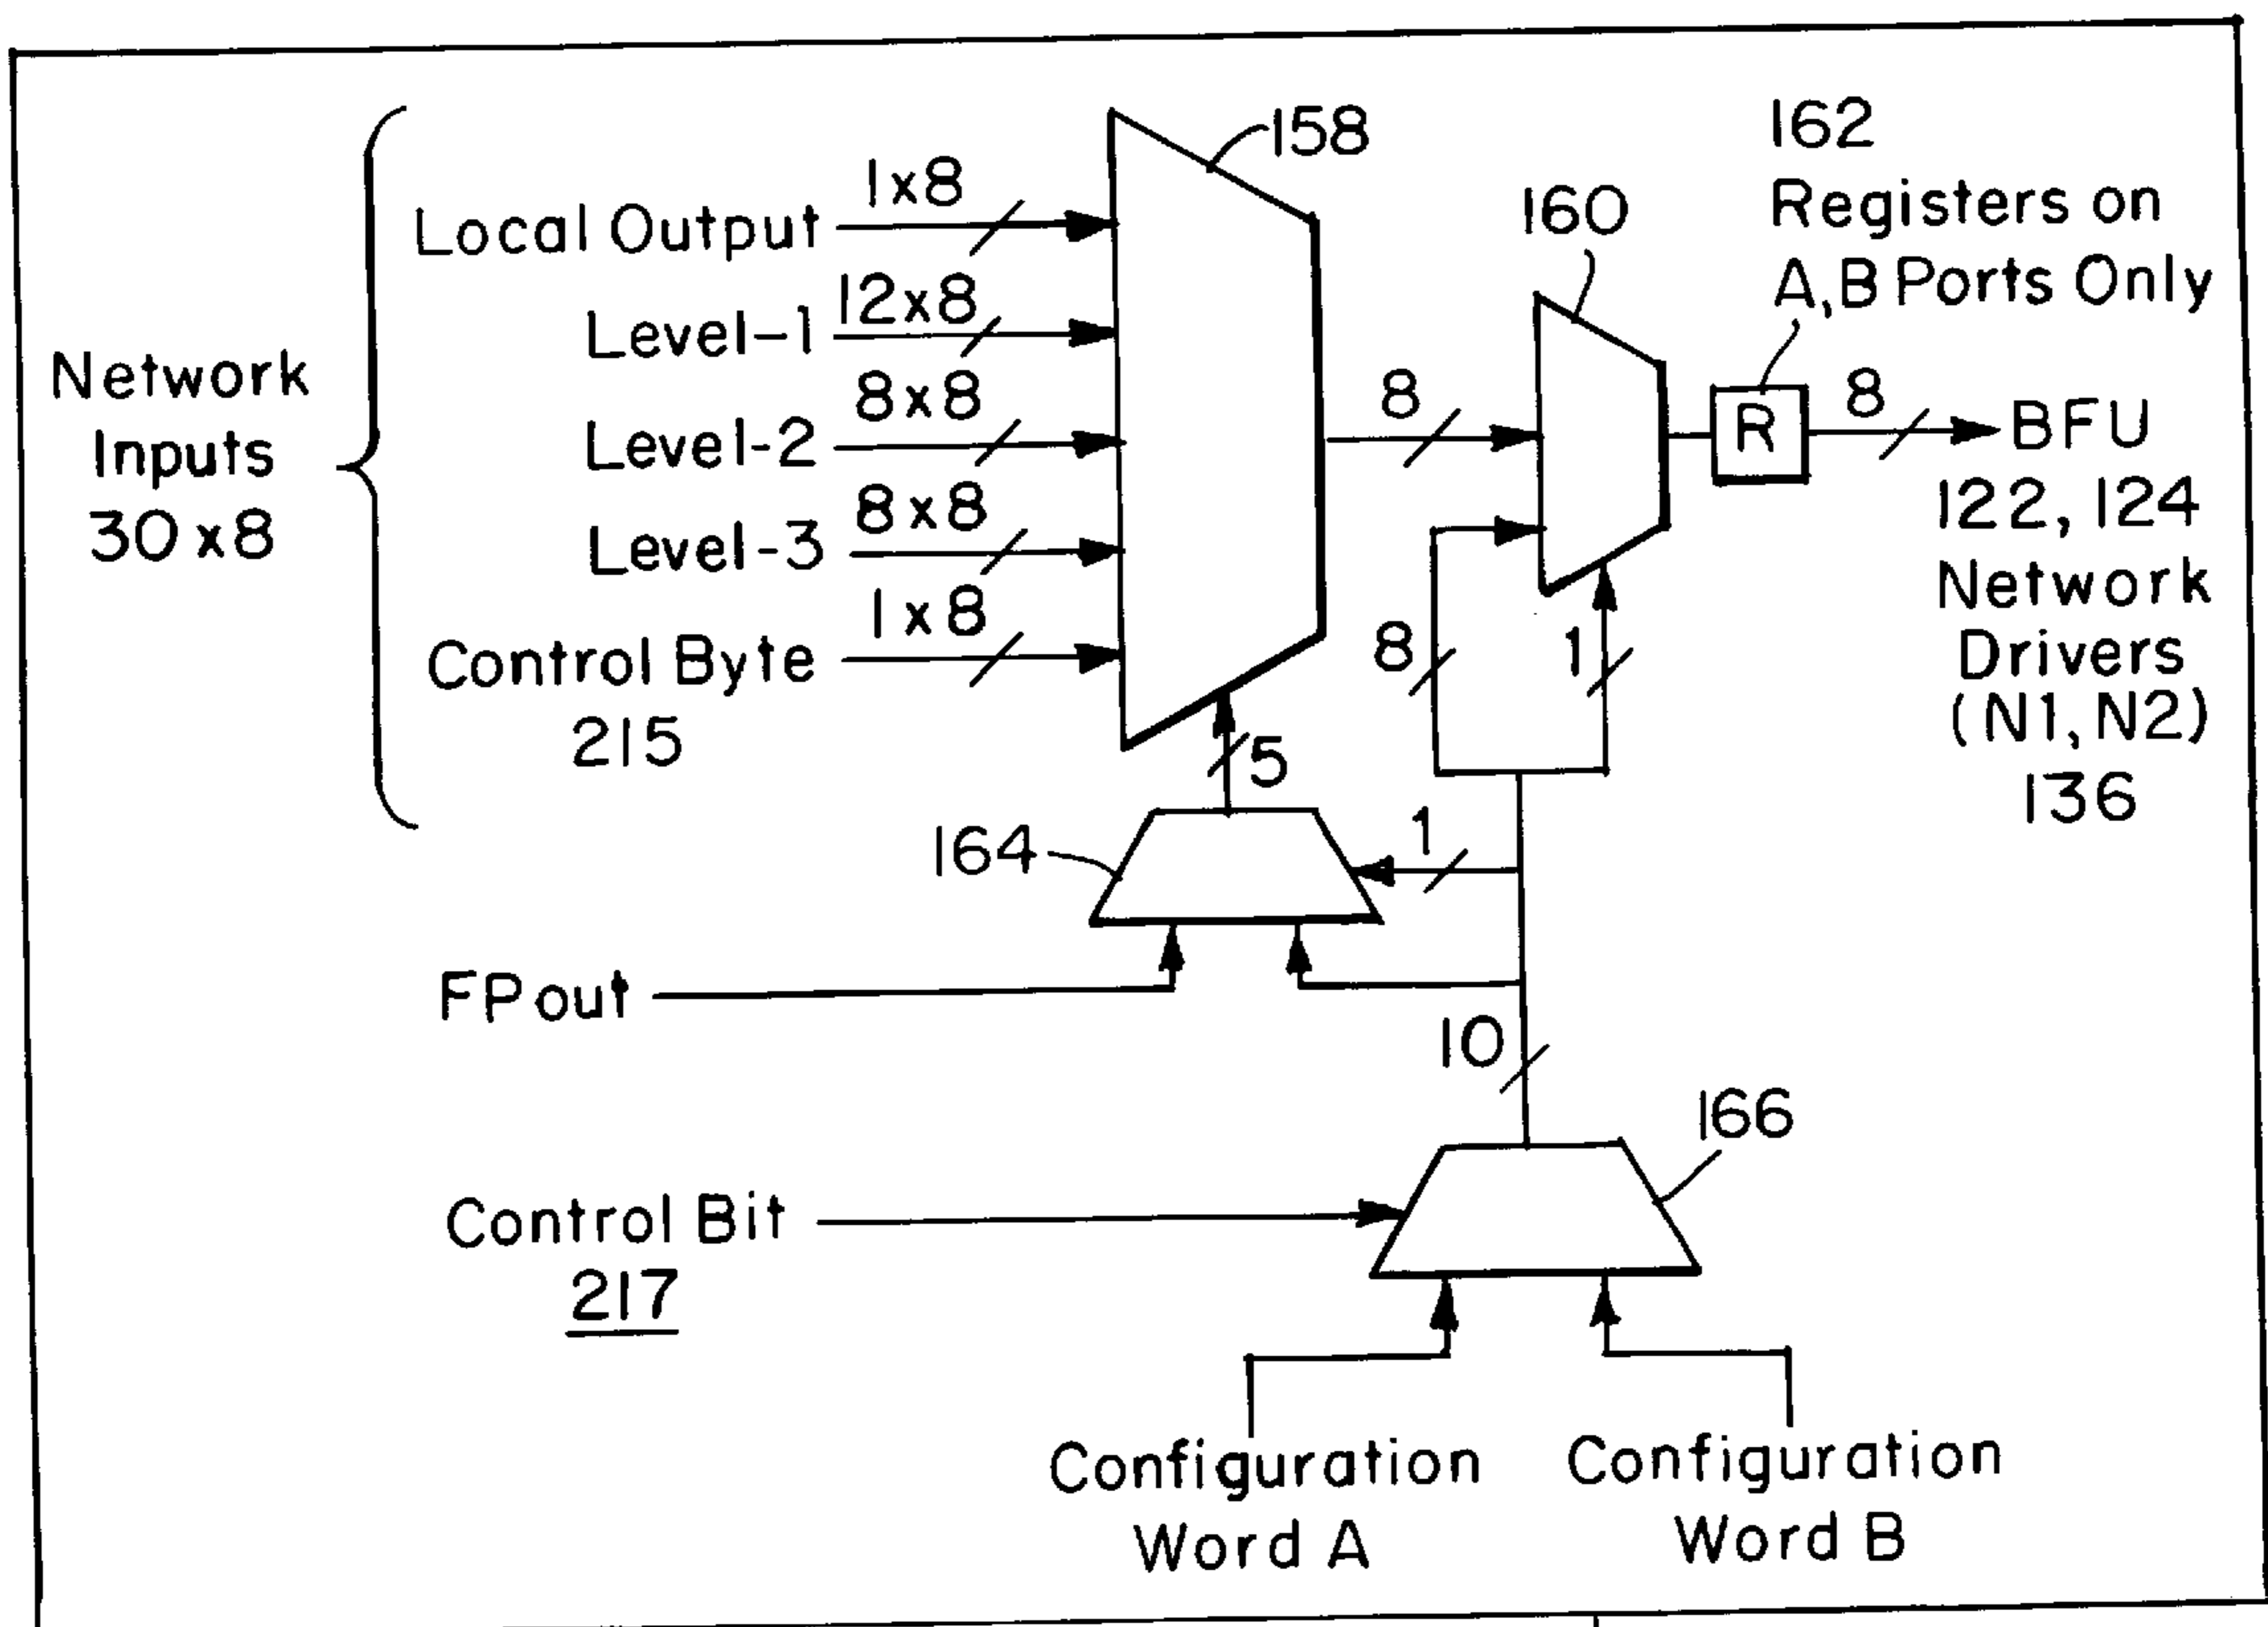 158
162
Registers on
A,B Ports Only
160
1x8
Local Output
12x8
Level-1
8x8
Level-2
8x8
Level-3
1x8
Control Byte
215
Network
Inputs
30x8
8
R
8
BFU
122, 124
Network
Drivers
(N1, N2)
136
8
1
5
164
1
FPout
10
166
Control Bit
217
Configuration
Word A
Configuration
Word B